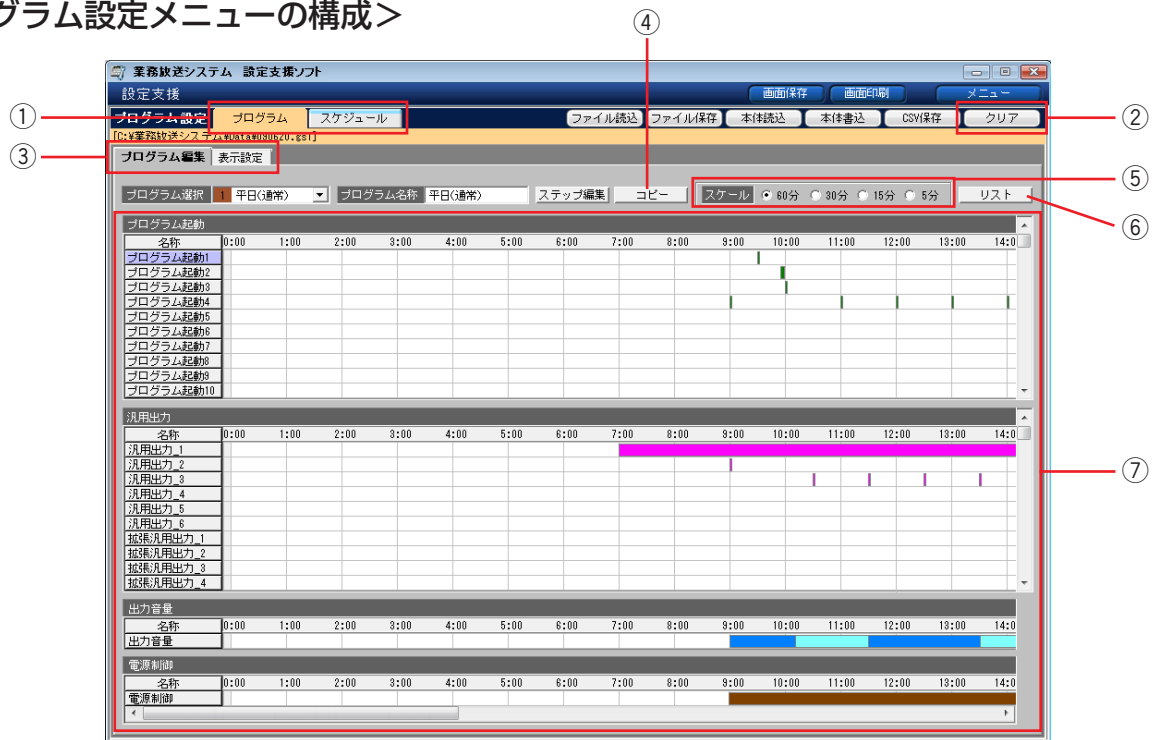 グラム設定メニューの構成＞
④
業務放送システム 設定支援ソフト
設定支援 画面保存 画面印刷 メニュー
① プログラム設定 プログラム スケジュール ファイル読込 ファイル保存 本体読込 本体書込 CSV保存 クリア ②
[C:¥業務放送システム¥Data¥080620.gst]
③ プログラム編集 表示設定
⑤
プログラム選択 1 平日(通常) プログラム名称 平日(通常) ステップ編集 コピー スケール 60分 30分 15分 5分 リスト
⑥
プログラム起動
名称 0:00 1:00 2:00 3:00 4:00 5:00 6:00 7:00 8:00 9:00 10:00 11:00 12:00 13:00 14:0
プログラム起動1
プログラム起動2
プログラム起動3
プログラム起動4
プログラム起動5
プログラム起動6
プログラム起動7
プログラム起動8
プログラム起動9
プログラム起動10
汎用出力
名称 0:00 1:00 2:00 3:00 4:00 5:00 6:00 7:00 8:00 9:00 10:00 11:00 12:00 13:00 14:0
汎用出力_1
汎用出力_2
汎用出力_3
⑦
汎用出力_4
汎用出力_5
汎用出力_6
拡張汎用出力_1
拡張汎用出力_2
拡張汎用出力_3
拡張汎用出力_4
出力音量
名称 0:00 1:00 2:00 3:00 4:00 5:00 6:00 7:00 8:00 9:00 10:00 11:00 12:00 13:00 14:0
出力音量
電源制御
名称 0:00 1:00 2:00 3:00 4:00 5:00 6:00 7:00 8:00 9:00 10:00 11:00 12:00 13:00 14:0
電源制御